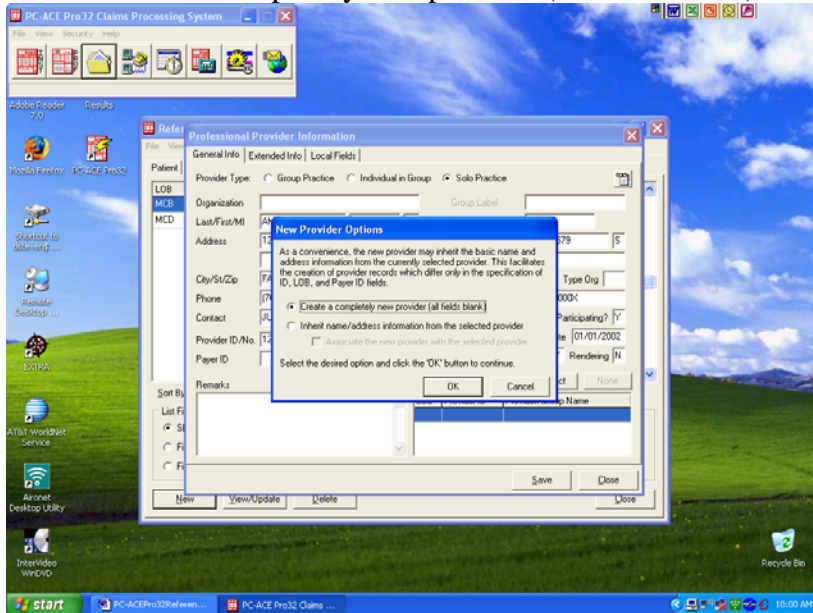 PC-ACE Pro32 Claims Processing System
File View Security Help
Adobe Reader 7.0
Results
Mozilla Firefox
PC-ACE Pro32
Shortcut to
Remote Desktop ...
EXTRA
AT&T WorldNet Service
Aironet Desktop Utility
InterVideo WinDVD
Recycle Bin
File View
Patient
LOB
MCB
MCD
Sort By
New View/Update Delete Close
Professional Provider Information
General Info Extended Info Local Fields
Provider Type: Group Practice Individual in Group Solo Practice
Organization Group Label
Last/First/MI
Address S
City/St/Zip Type Org
Phone
Contact Participating? Y
Provider ID/No. 01/01/2002
Payer ID Rendering N
Remarks None
Save Close
New Provider Options
As a convenience, the new provider may inherit the basic name and
address information from the currently selected provider. This facilitates
the creation of provider records which differ only in the specification of
ID, LOB, and Payer ID fields.
Create a completely new provider (all fields blank)
Inherit name/address information from the selected provider
Associate the new provider with the selected provider
Select the desired option and click the 'OK' button to continue.
OK Cancel
start PC-ACEPro32Referen... PC-ACE Pro32 Claims ... 10:00 AM